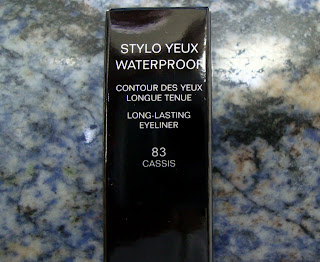 STYLO YEUX
WATERPROOF
CONTOUR DES YEUX
LONGUE TENUE
LONG-LASTING
EYELINER
83
CASSIS